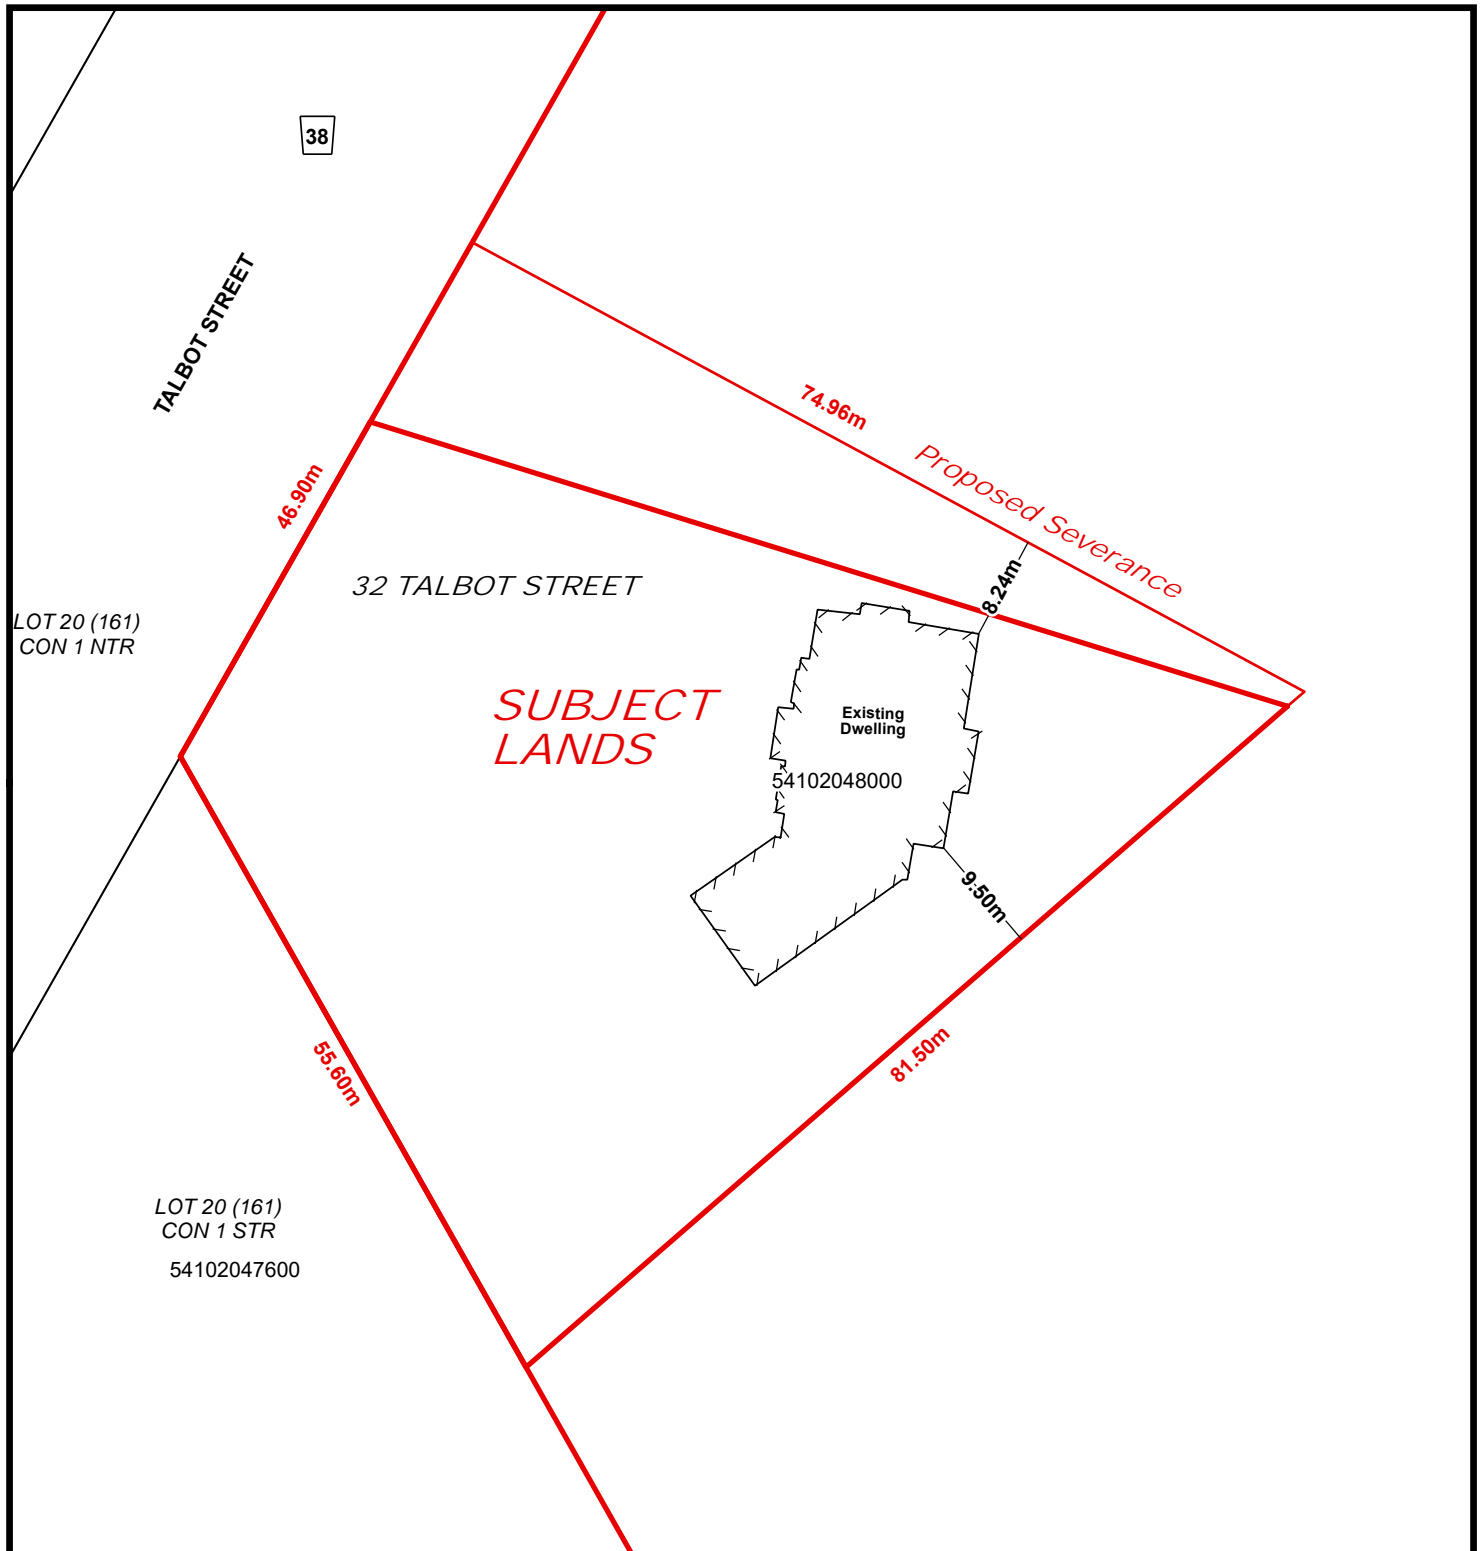 38
TALBOT STREET
74.96m
Proposed Severance
46.90m
8.24m
32 TALBOT STREET
LOT 20 (161)
CON 1 NTR
SUBJECT
LANDS
Existing
Dwelling
54102048000
9.50m
81.50m
55.60m
LOT 20 (161)
CON 1 STR
54102047600